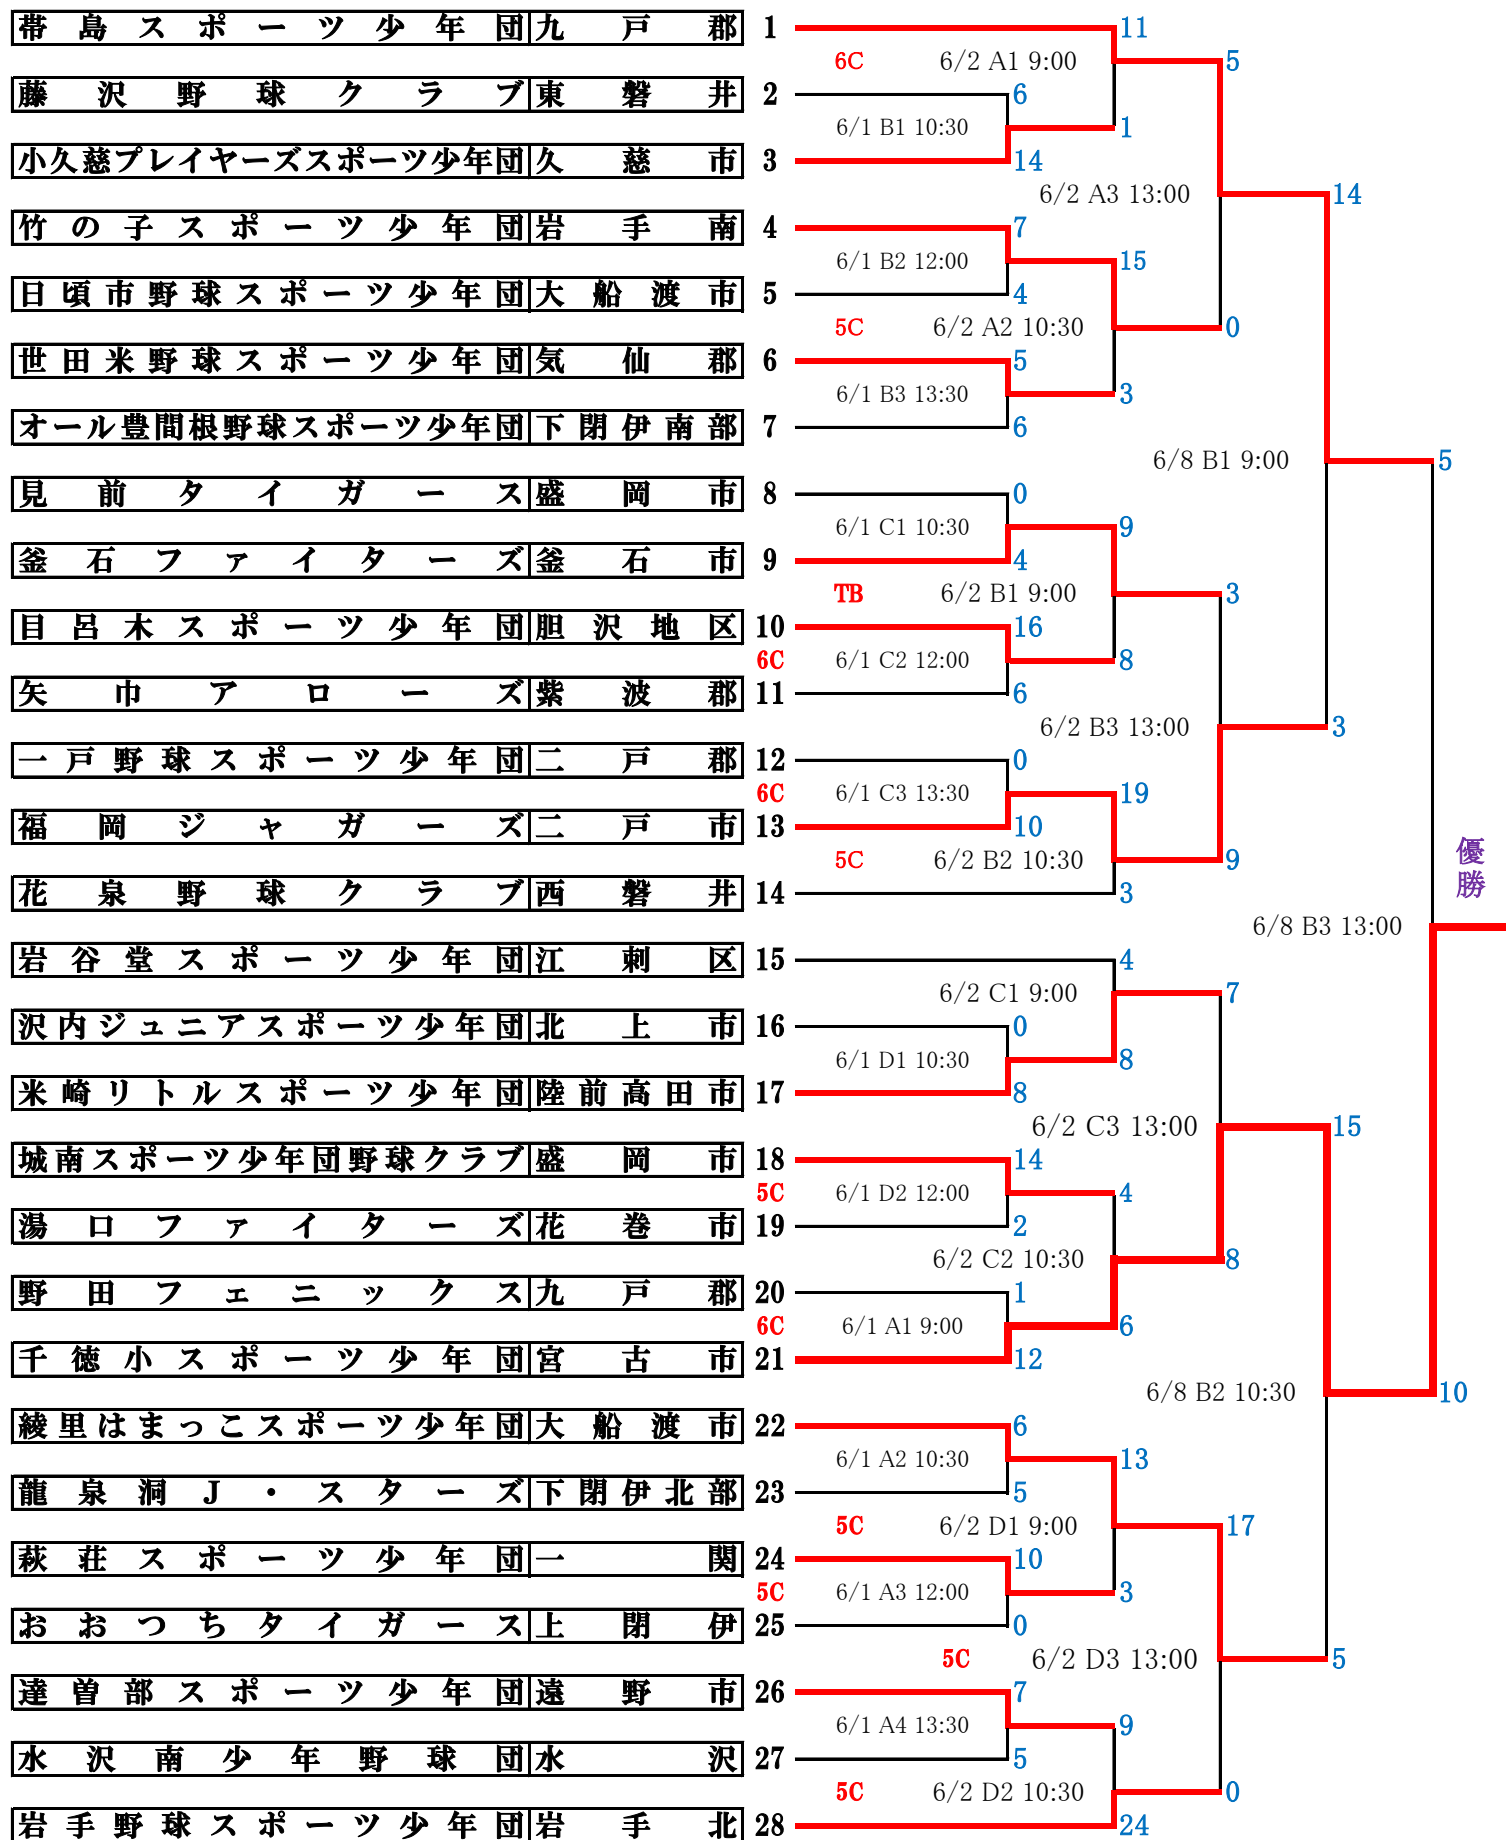 帯島スポーツ少年団 九戸郡 1 11
6C 6/2 A1 9:00 5
藤沢野球クラブ 東磐井 2 6
6/1 B1 10:30 1
小久慈プレイヤーズスポーツ少年団 久慈市 3 14
6/2 A3 13:00 14
竹の子スポーツ少年団 岩手南 4 7
6/1 B2 12:00 15
日頃市野球スポーツ少年団 大船渡市 5 4
5C 6/2 A2 10:30 0
世田米野球スポーツ少年団 気仙郡 6 5
6/1 B3 13:30 3
オール豊間根野球スポーツ少年団 下閉伊南部 7 6
6/8 B1 9:00 5
見前タイガース 盛岡市 8 0
6/1 C1 10:30 9
釜石ファイターズ 釜石市 9 4
TB 6/2 B1 9:00 3
目呂木スポーツ少年団 胆沢地区 10 16
6C 6/1 C2 12:00 8
矢巾アローズ 紫波郡 11 6
6/2 B3 13:00 3
一戸野球スポーツ少年団 二戸郡 12 0
6C 6/1 C3 13:30 19
福岡ジャガーズ 二戸市 13 10
5C 6/2 B2 10:30 9
優勝
花泉野球クラブ 西磐井 14 3
6/8 B3 13:00
岩谷堂スポーツ少年団 江刺区 15 4
6/2 C1 9:00 7
沢内ジュニアスポーツ少年団 北上市 16 0
6/1 D1 10:30 8
米崎リトルスポーツ少年団 陸前高田市 17 8
6/2 C3 13:00 15
城南スポーツ少年団野球クラブ 盛岡市 18 14
5C 6/1 D2 12:00 4
湯口ファイターズ 花巻市 19 2
6/2 C2 10:30 8
野田フェニックス 九戸郡 20 1
6C 6/1 A1 9:00 6
千徳小スポーツ少年団 宮古市 21 12
6/8 B2 10:30 10
綾里はまっこスポーツ少年団 大船渡市 22 6
6/1 A2 10:30 13
龍泉洞J・スターズ 下閉伊北部 23 5
5C 6/2 D1 9:00 17
萩荘スポーツ少年団 一関 24 10
5C 6/1 A3 12:00 3
おおつちタイガース 上閉伊 25 0
5C 6/2 D3 13:00 5
達曽部スポーツ少年団 遠野市 26 7
6/1 A4 13:30 9
水沢南少年野球団 水沢 27 5
5C 6/2 D2 10:30 0
岩手野球スポーツ少年団 岩手北 28 24